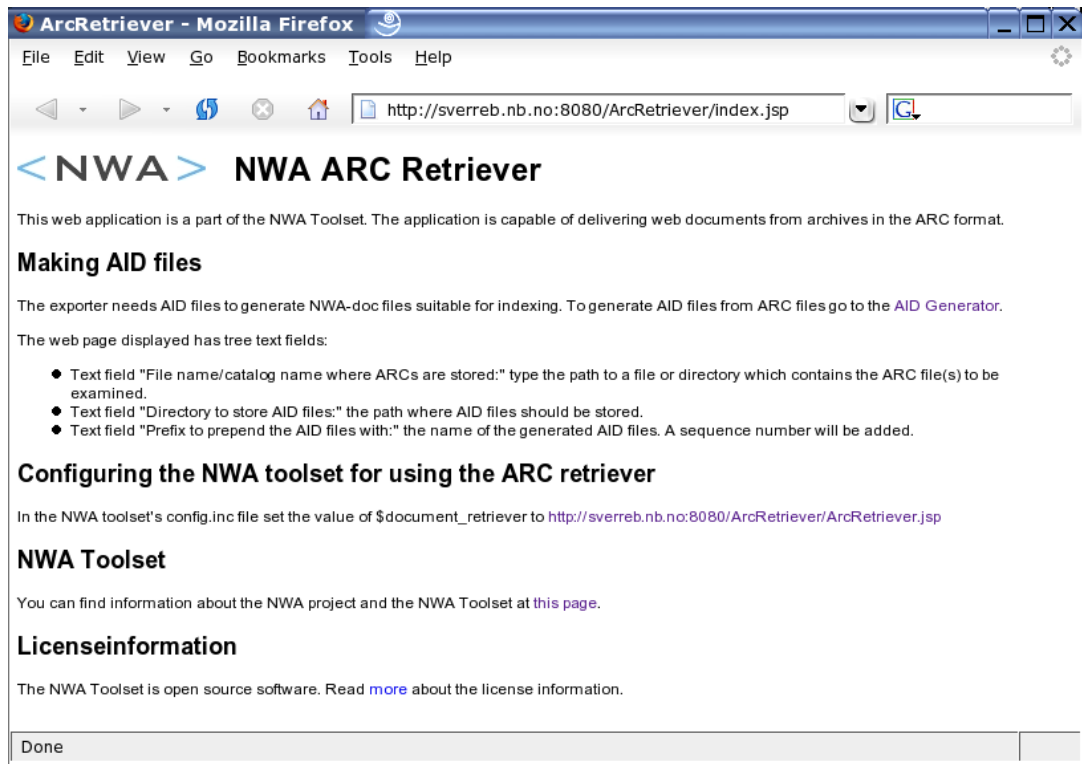 ArcRetriever - Mozilla Firefox
File Edit View Go Bookmarks Tools Help
http://sverreb.nb.no:8080/ArcRetriever/index.jsp G
<NWA> NWA ARC Retriever
This web application is a part of the NWA Toolset. The application is capable of delivering web documents from archives in the ARC format.
Making AID files
The exporter needs AID files to generate NWA-doc files suitable for indexing. To generate AID files from ARC files go to the AID Generator.
The web page displayed has tree text fields:
● Text field "File name/catalog name where ARCs are stored:" type the path to a file or directory which contains the ARC file(s) to be
examined.
● Text field "Directory to store AID files:" the path where AID files should be stored.
● Text field "Prefix to prepend the AID files with:" the name of the generated AID files. A sequence number will be added.
Configuring the NWA toolset for using the ARC retriever
In the NWA toolset's config.inc file set the value of $document_retriever to http://sverreb.nb.no:8080/ArcRetriever/ArcRetriever.jsp
NWA Toolset
You can find information about the NWA project and the NWA Toolset at this page.
Licenseinformation
The NWA Toolset is open source software. Read more about the license information.
Done